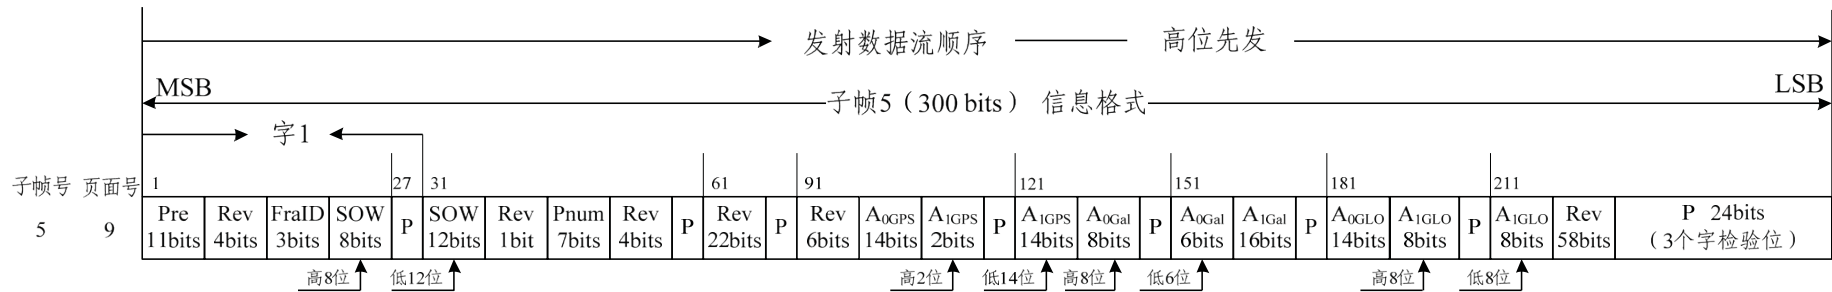 发射数据流顺序 高位先发
MSB LSB
子帧5（300 bits） 信息格式
字1
子帧号 页面号 1 27 31 61 91 121 151 181 211
Pre Rev FraID SOW P SOW Rev Pnum Rev P Rev P Rev A0GPS A1GPS P A1GPS A0Gal P A0Gal A1Gal P A0GLO A1GLO P A1GLO Rev P 24bits
5 9 11bits 4bits 3bits 8bits 12bits 1bit 7bits 4bits 22bits 6bits 14bits 2bits 14bits 8bits 6bits 16bits 14bits 8bits 8bits 58bits （3个字检验位）
高8位 低12位 高2位 低14位 高8位 低6位 高8位 低8位